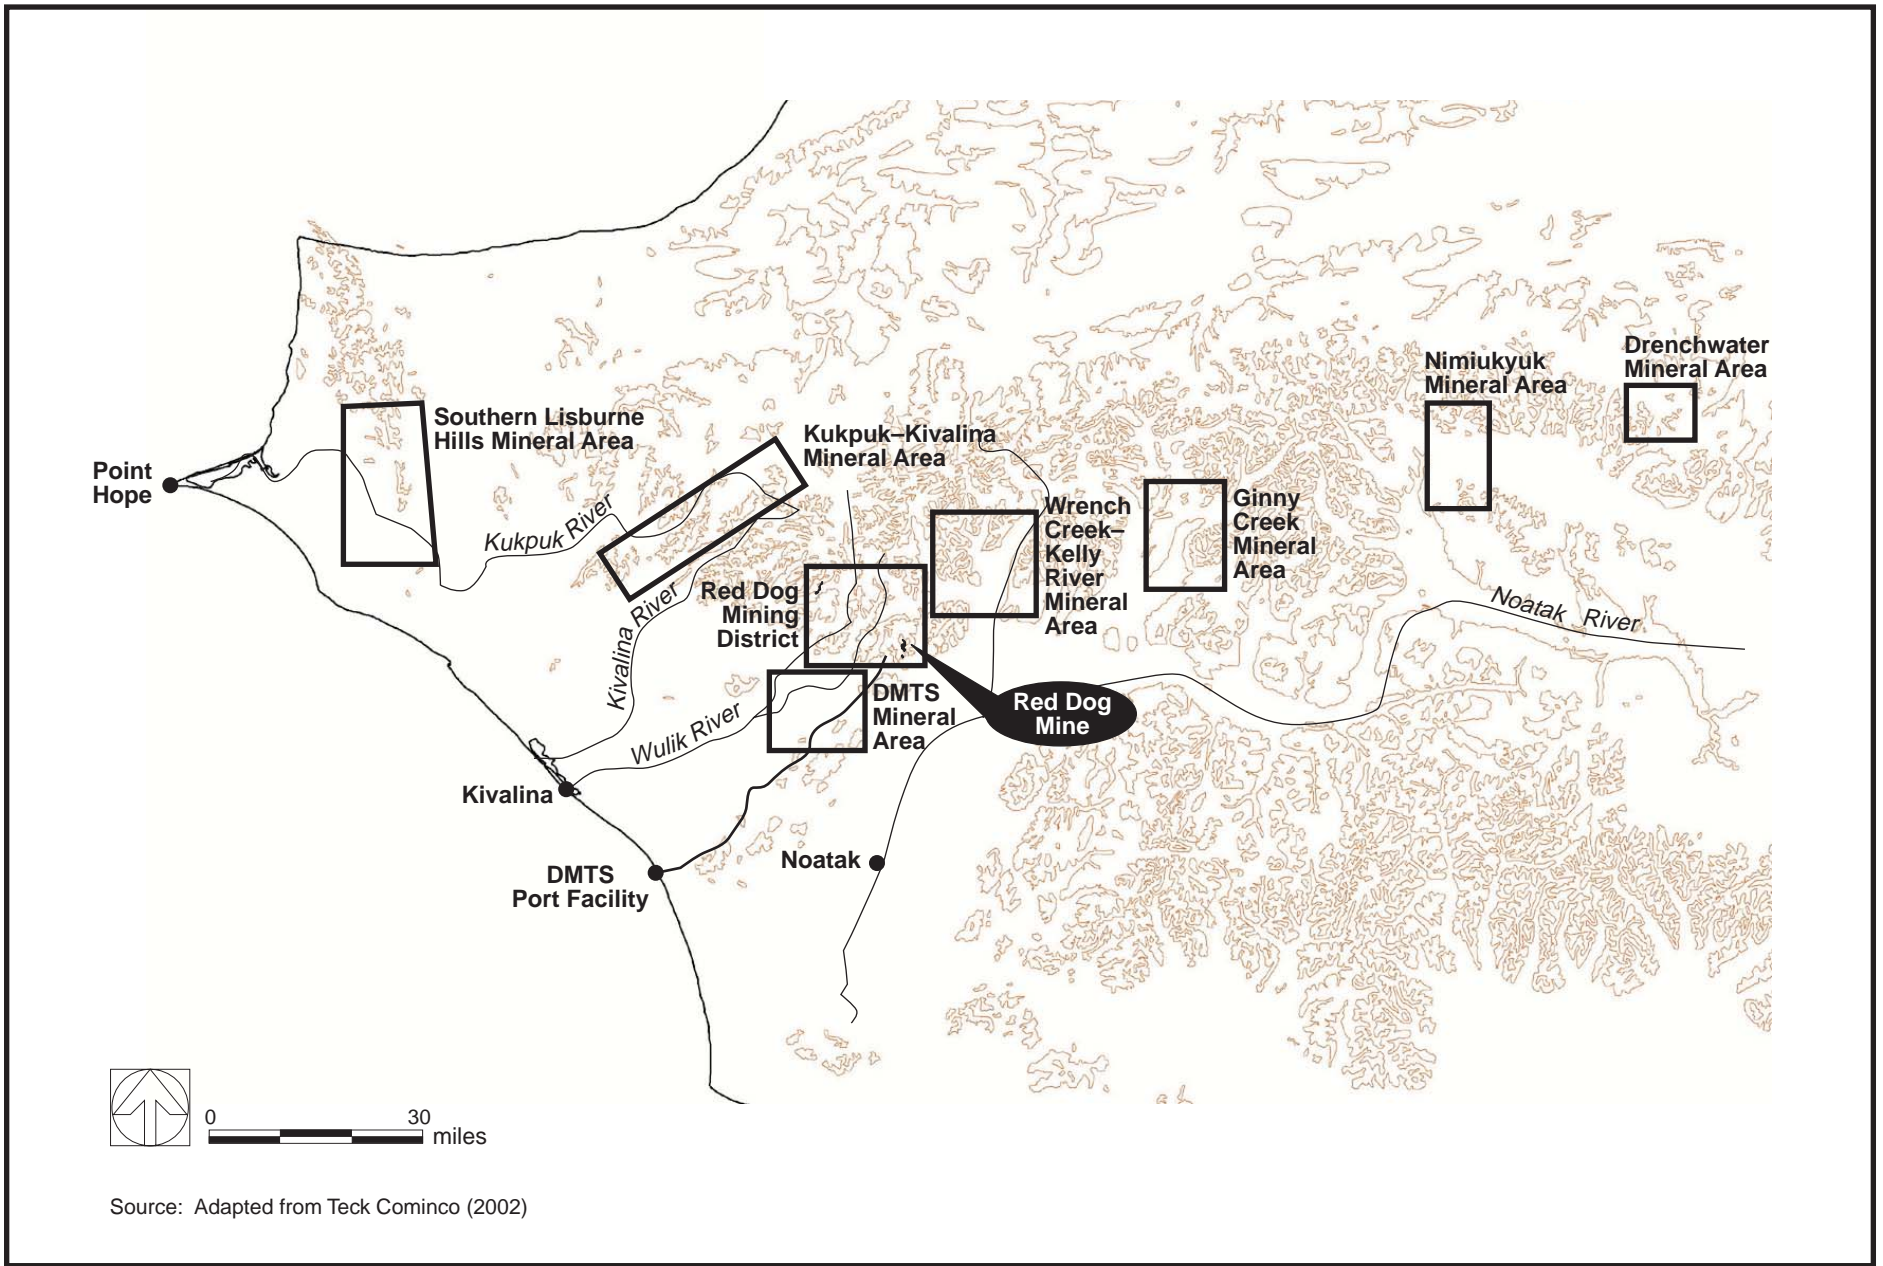 Drenchwater
Mineral Area
Nimiukyuk
Mineral Area
Southern Lisburne
Hills Mineral Area
Kukpuk–Kivalina
Mineral Area
Point
Hope
Kukpuk River
Wrench
Creek–
Kelly
River
Mineral
Area
Ginny
Creek
Mineral
Area
Red Dog
Mining
District
Kivalina River
Noatak River
DMTS
Mineral
Area
Red Dog
Mine
Wulik River
Kivalina
Noatak
DMTS
Port Facility
0 30
miles
Source: Adapted from Teck Cominco (2002)